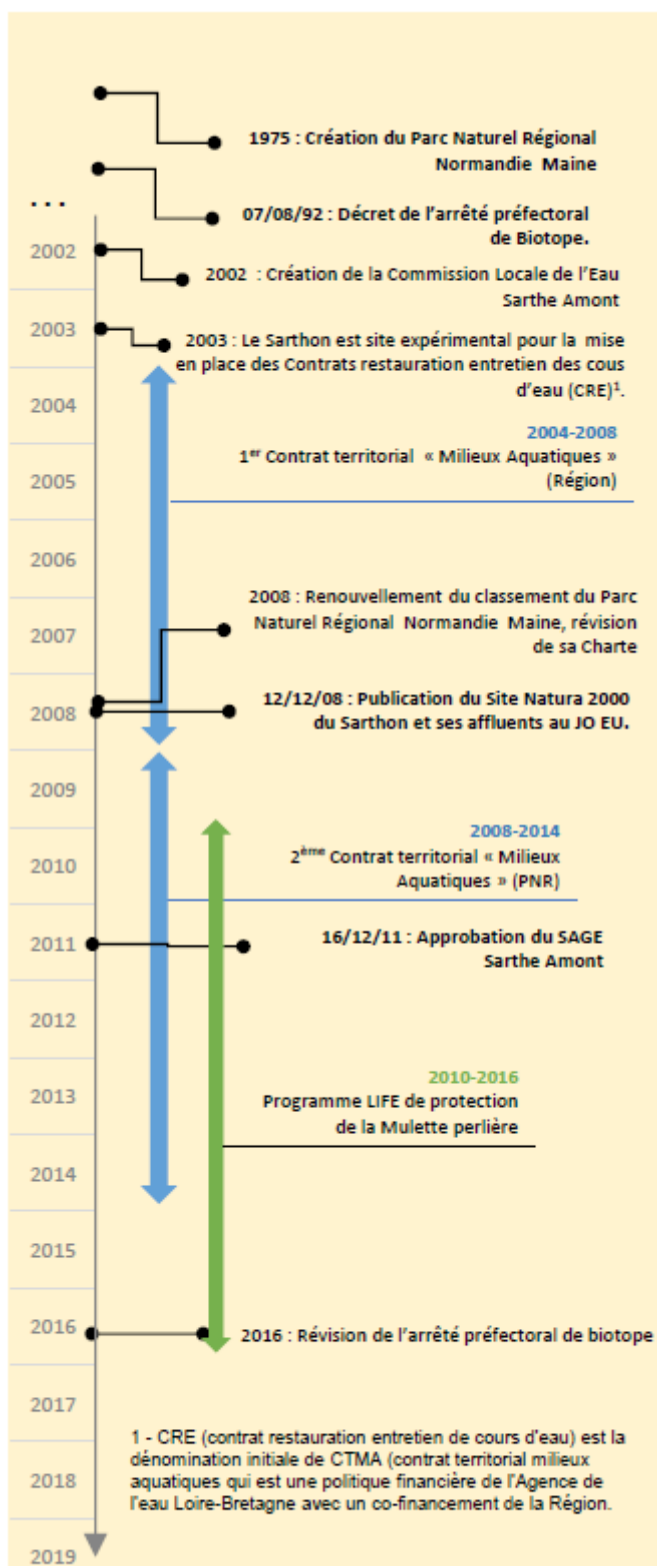 1975 : Création du Parc Naturel Régional
Normandie Maine
...
07/08/92 : Décret de l'arrêté préfectoral
de Biotope.
2002
2002 : Création de la Commission Locale de l'Eau
Sarthe Amont
2003
2003 : Le Sarthon est site expérimental pour la mise
en place des Contrats restauration entretien des cous
d'eau (CRE)¹.
2004
2004-2008
1er Contrat territorial « Milieux Aquatiques »
(Région)
2005
2006
2008 : Renouvellement du classement du Parc
Naturel Régional Normandie Maine, révision
de sa Charte
2007
12/12/08 : Publication du Site Natura 2000
du Sarthon et ses affluents au JO EU.
2008
2009
2008-2014
2ème Contrat territorial « Milieux
Aquatiques » (PNR)
2010
2011
16/12/11 : Approbation du SAGE
Sarthe Amont
2012
2010-2016
Programme LIFE de protection
de la Mulette perlière
2013
2014
2015
2016
2016 : Révision de l'arrêté préfectoral de biotope
2017
1 - CRE (contrat restauration entretien de cours d'eau) est la
dénomination initiale de CTMA (contrat territorial milieux
aquatiques qui est une politique financière de l'Agence de
l'eau Loire-Bretagne avec un co-financement de la Région.
2018
2019